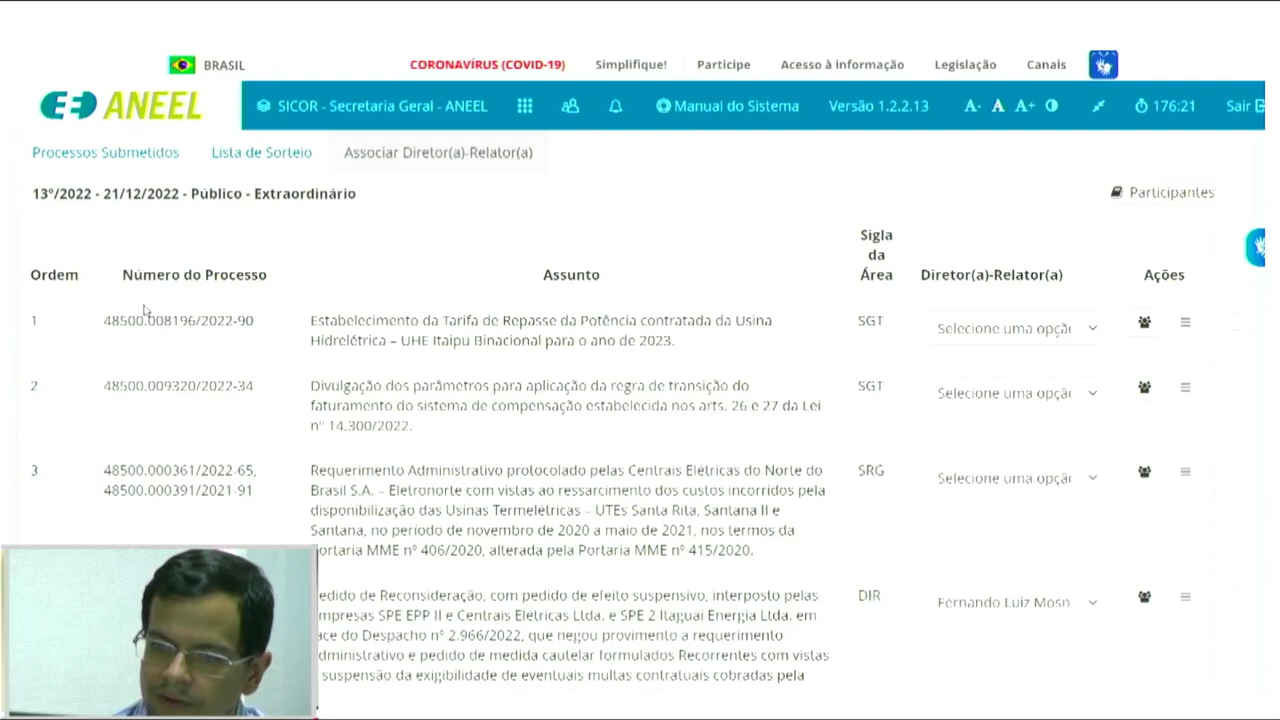 BRASIL
CORONAVÍRUS (COVID-19)
Simplifique!
Participe
Acesso à informação
Legislação
Canais
ANEEL
SICOR - Secretaria Geral - ANEEL
Manual do Sistema
Versão 1.2.2.13
A-
A
A+
176:21
Sair
Processos Submetidos
Lista de Sorteio
Associar Diretor(a)-Relator(a)
13º/2022 - 21/12/2022 - Público - Extraordinário
Participantes
Ordem
Número do Processo
Assunto
Sigla
da
Área
Diretor(a)-Relator(a)
Ações
1
48500.008196/2022-90
Estabelecimento da Tarifa de Repasse da Potência contratada da Usina
Hidrelétrica – UHE Itaipu Binacional para o ano de 2023.
SGT
Selecione uma opçã
2
48500.009320/2022-34
Divulgação dos parâmetros para aplicação da regra de transição do
faturamento do sistema de compensação estabelecida nos arts. 26 e 27 da Lei
nº 14.300/2022.
SGT
Selecione uma opçã
3
48500.000361/2022-65,
48500.000391/2021-91
Requerimento Administrativo protocolado pelas Centrais Elétricas do Norte do
Brasil S.A. – Eletronorte com vistas ao ressarcimento dos custos incorridos pela
disponibilização das Usinas Termelétricas – UTEs Santa Rita, Santana II e
Santana, no período de novembro de 2020 a maio de 2021, nos termos da
ortaria MME nº 406/2020, alterada pela Portaria MME nº 415/2020.
SRG
Selecione uma opçã
edido de Reconsideração, com pedido de efeito suspensivo, interposto pelas
mpresas SPE EPP II e Centrais Elétricas Ltda. e SPE 2 Itaguaí Energia Ltda. em
ace do Despacho nº 2.966/2022, que negou provimento a requerimento
dministrativo e pedido de medida cautelar formulados Recorrentes com vistas
suspensão da exigibilidade de eventuais multas contratuais cobradas pela
DIR
Fernando Luiz Mosn